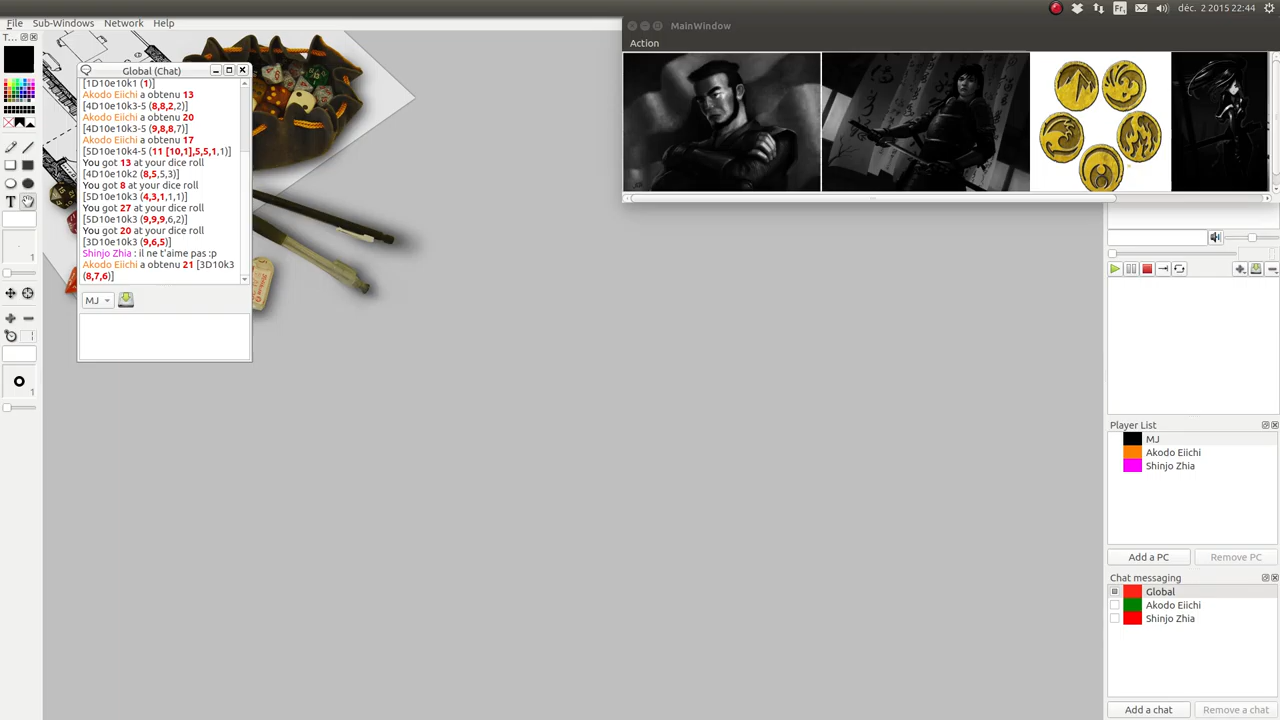 Fr,
déc. 2 2015 22:44
File Sub-Windows Network Help
MainWindow
Action
T...
Global (Chat)
[1D10e10k1 (1)]
Akodo Eiichi a obtenu 13
[4D10e10k3-5 (8,8,2,2)]
Akodo Eiichi a obtenu 20
[4D10e10k3-5 (9,8,8,7)]
Akodo Eiichi a obtenu 17
[5D10e10k4-5 (11 [10,1],5,5,1,1)]
You got 13 at your dice roll
[4D10e10k2 (8,5,5,3)]
You got 8 at your dice roll
[5D10e10k3 (4,3,1,1,1)]
You got 27 at your dice roll
[5D10e10k3 (9,9,9,6,2)]
You got 20 at your dice roll
[3D10e10k3 (9,6,5)]
Shinjo Zhia : il ne t'aime pas :p
Akodo Eiichi a obtenu 21 [3D10k3
(8,7,6)]
MJ
T
1
1
1
Player List
MJ
Akodo Eiichi
Shinjo Zhia
Add a PC
Remove PC
Chat messaging
Global
Akodo Eiichi
Shinjo Zhia
Add a chat
Remove a chat